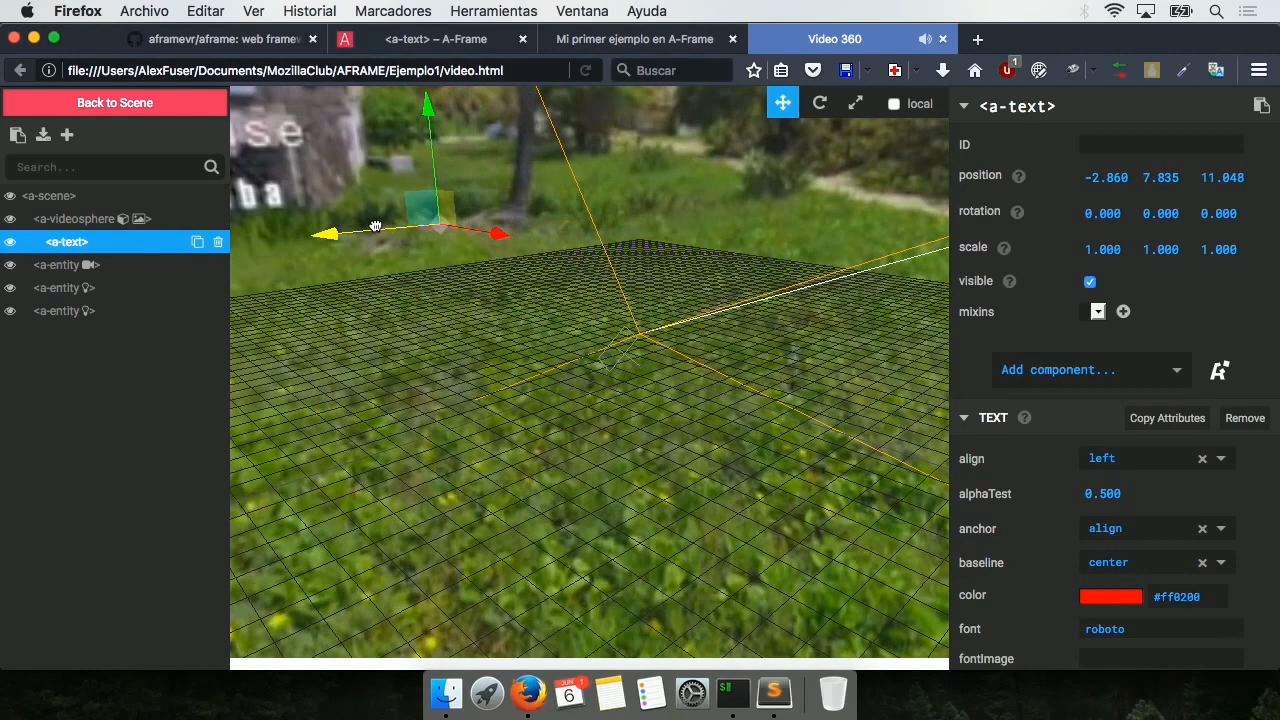 Firefox Archivo Editar Ver Historial Marcadores Herramientas Ventana Ayuda
aframevr/aframe: web framew
A <a-text> – A-Frame
Mi primer ejemplo en A-Frame
Video 360
file:///Users/AlexFuser/Documents/MozillaClub/AFRAME/Ejemplo1/video.html
Buscar
1
Back to Scene
Search...
<a-scene>
<a-videosphere >
<a-text>
<a-entity >
<a-entity >
<a-entity >
local
<a-text>
ID
position -2.860 7.835 11.048
rotation 0.000 0.000 0.000
scale 1.000 1.000 1.000
visible
mixins
Add component...
TEXT Copy Attributes Remove
align left
alphaTest 0.500
anchor align
baseline center
color #ff0200
font roboto
fontImage
JUN 1
6